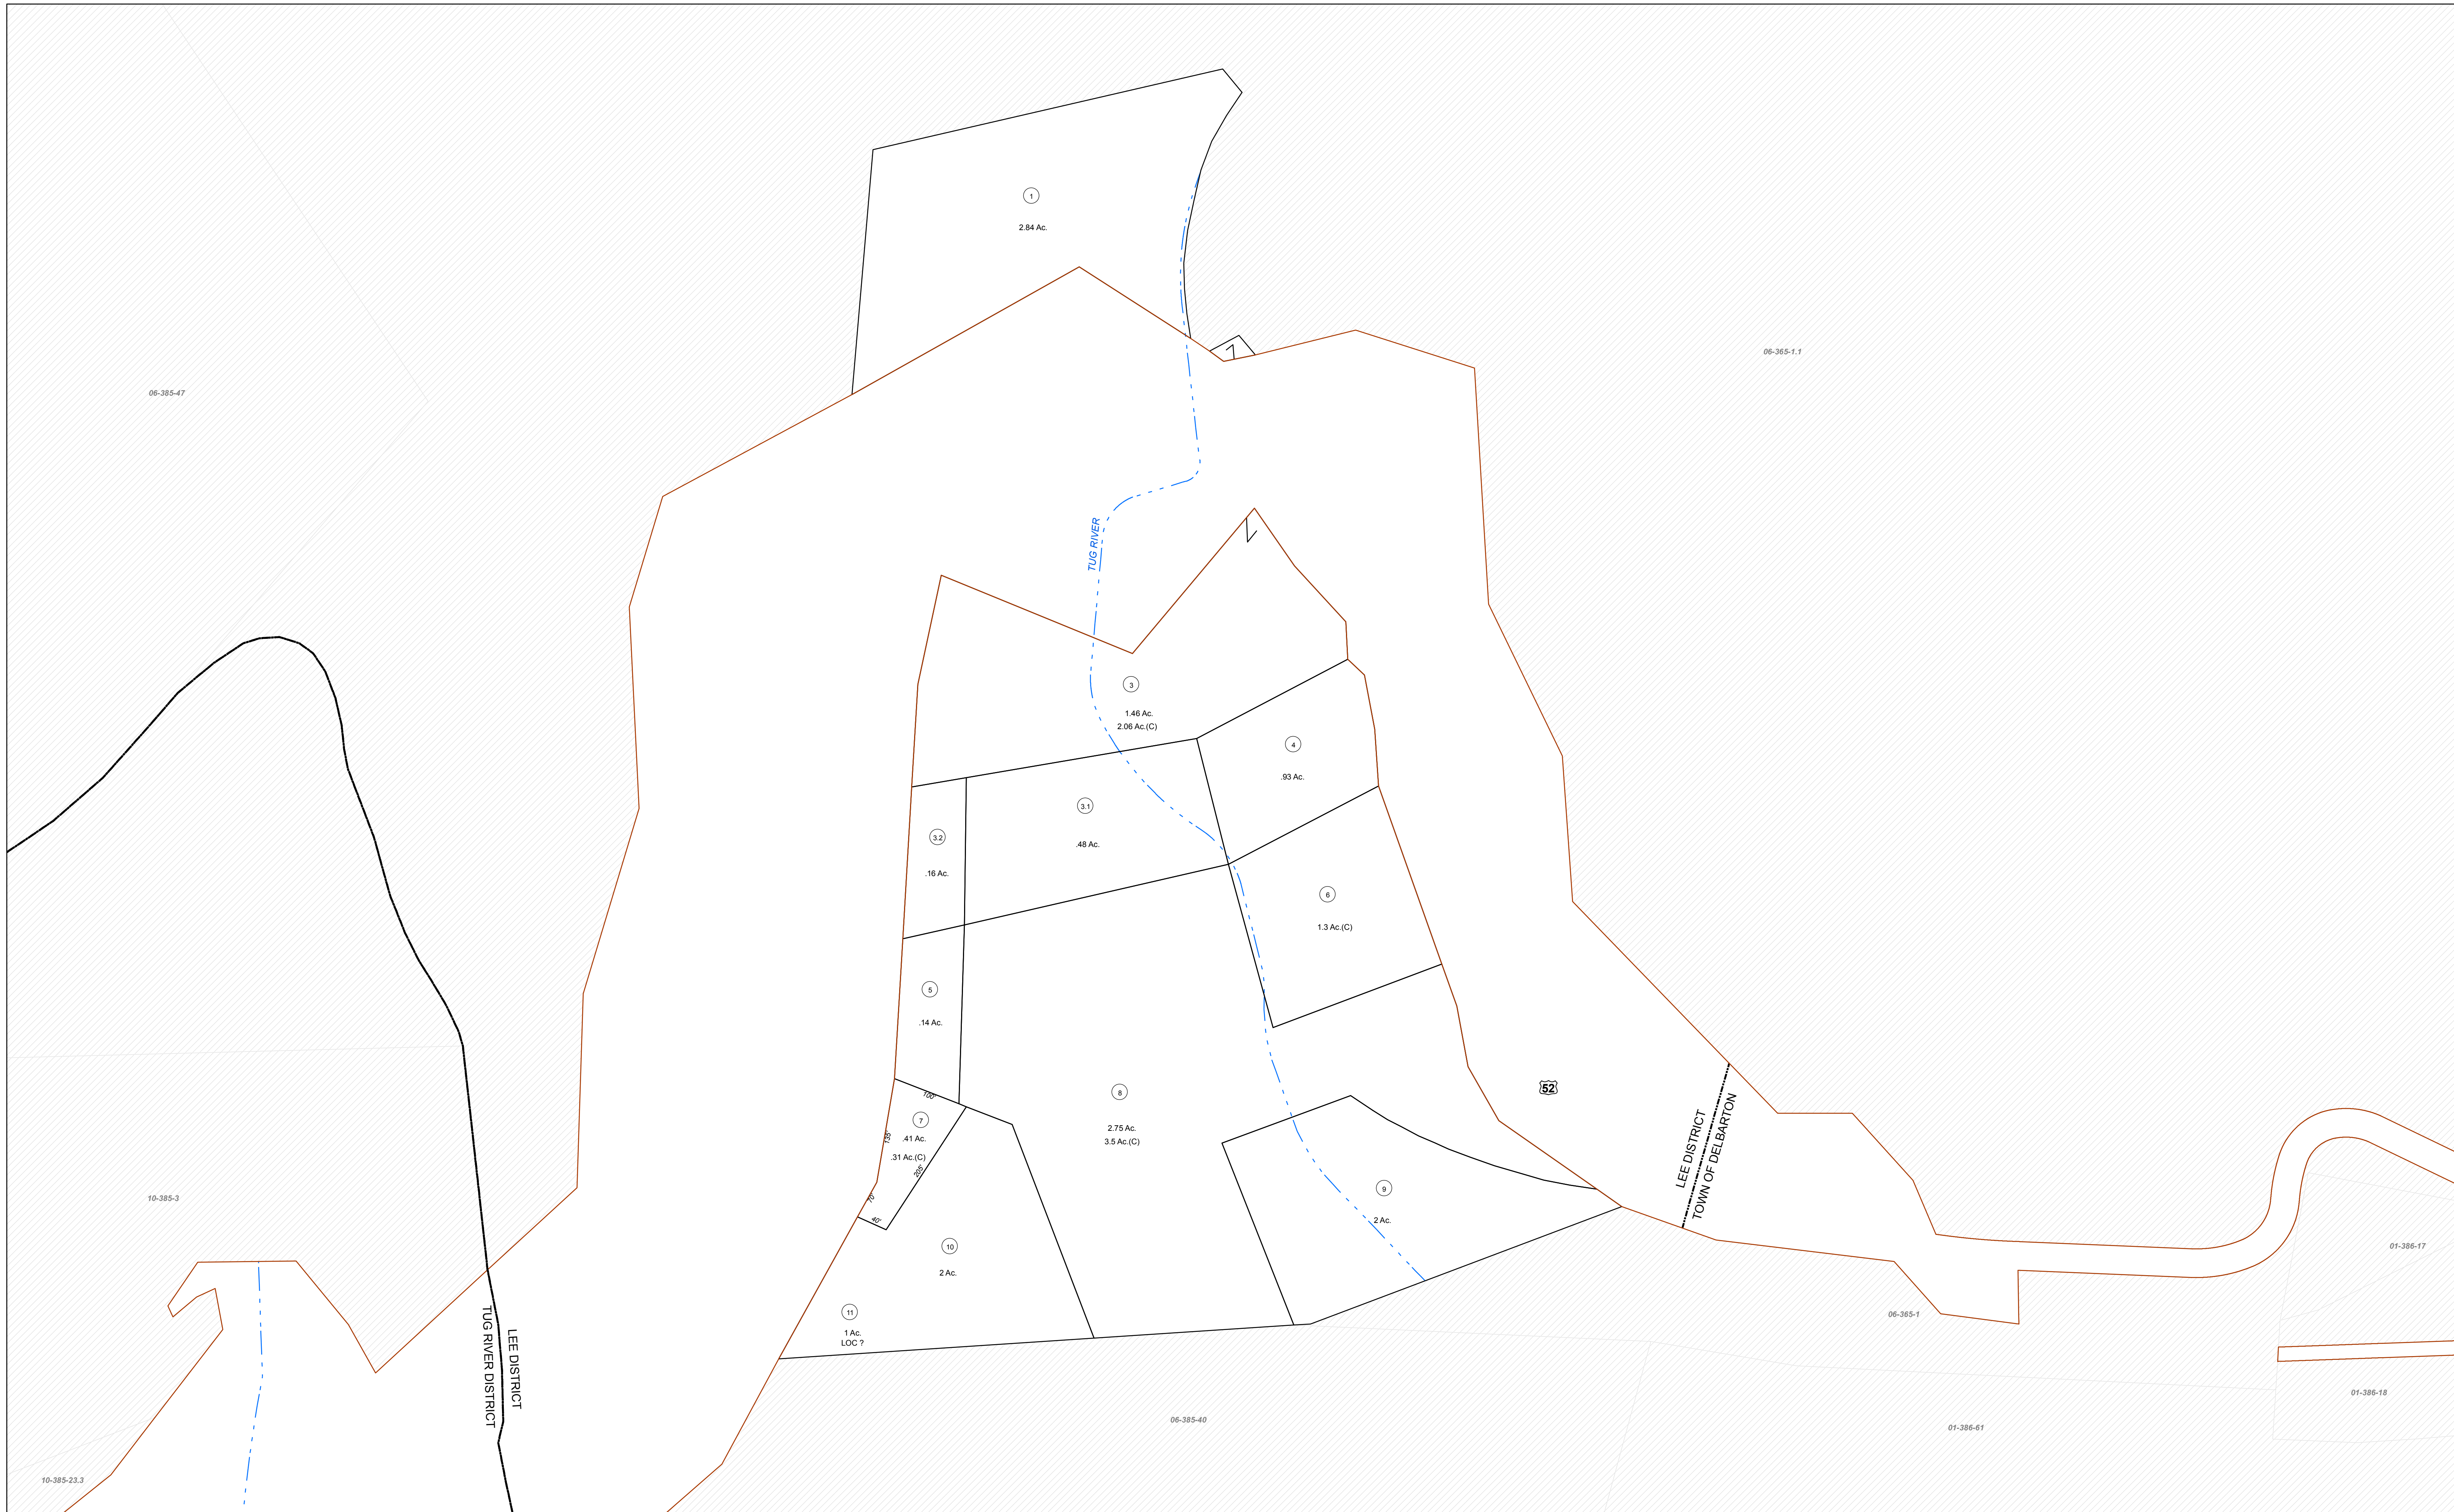 1
2.84 Ac.
06-365-1.1
06-385-47
TUG RIVER
3
1.46 Ac.
2.06 Ac.(C)
4
.93 Ac.
3.1
.48 Ac.
3.2
.16 Ac.
6
1.3 Ac.(C)
5
.14 Ac.
52
8
2.75 Ac.
3.5 Ac.(C)
100'
7
.41 Ac.
.31 Ac.(C)
135'
205'
70'
40'
LEE DISTRICT
TOWN OF DELBARTON
9
2 Ac.
10-385-3
10
2 Ac.
01-386-17
11
1 Ac.
LOC ?
06-365-1
TUG RIVER DISTRICT
LEE DISTRICT
01-386-18
06-385-40
01-386-61
10-385-23.3